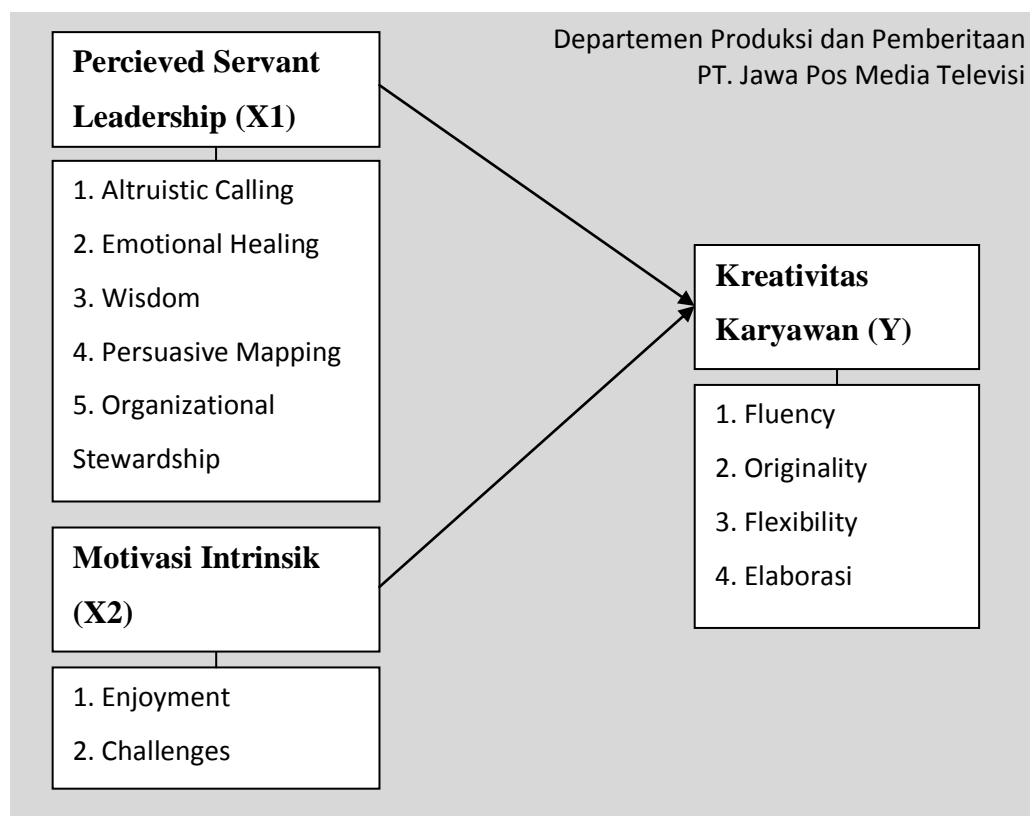 Departemen Produksi dan Pemberitaan
PT. Jawa Pos Media Televisi
Percieved Servant
Leadership (X1)
1. Altruistic Calling
2. Emotional Healing
3. Wisdom
4. Persuasive Mapping
5. Organizational
Stewardship
Motivasi Intrinsik
(X2)
1. Enjoyment
2. Challenges
Kreativitas
Karyawan (Y)
1. Fluency
2. Originality
3. Flexibility
4. Elaborasi